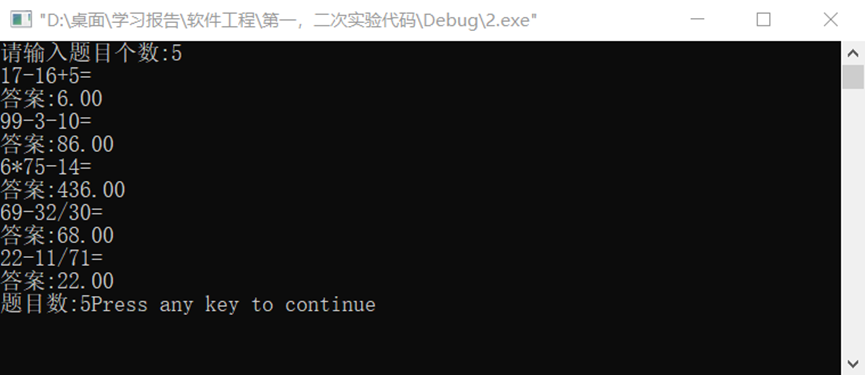 "D:\桌面\学习报告\软件工程\第一，二次实验代码\Debug\2.exe"
请输入题目个数:5
17-16+5=
答案:6.00
99-3-10=
答案:86.00
6*75-14=
答案:436.00
69-32/30=
答案:68.00
22-11/71=
答案:22.00
题目数:5Press any key to continue